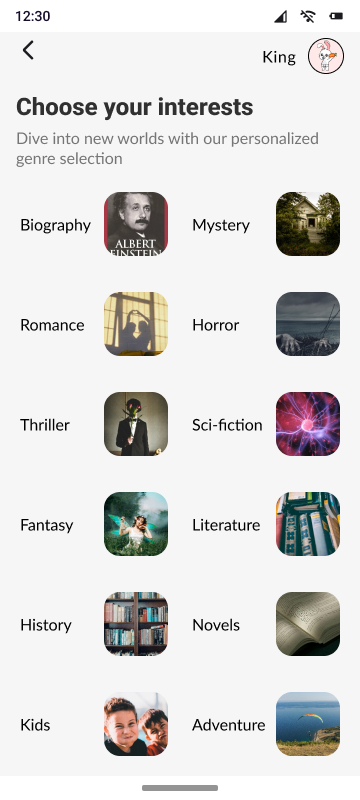 12:30
King
Choose your interests
Dive into new worlds with our personalized
genre selection
Biography
ALBERT
EINSTEIN
Mystery
Romance
Horror
Thriller
Sci-fiction
Fantasy
Literature
History
Novels
Kids
Adventure